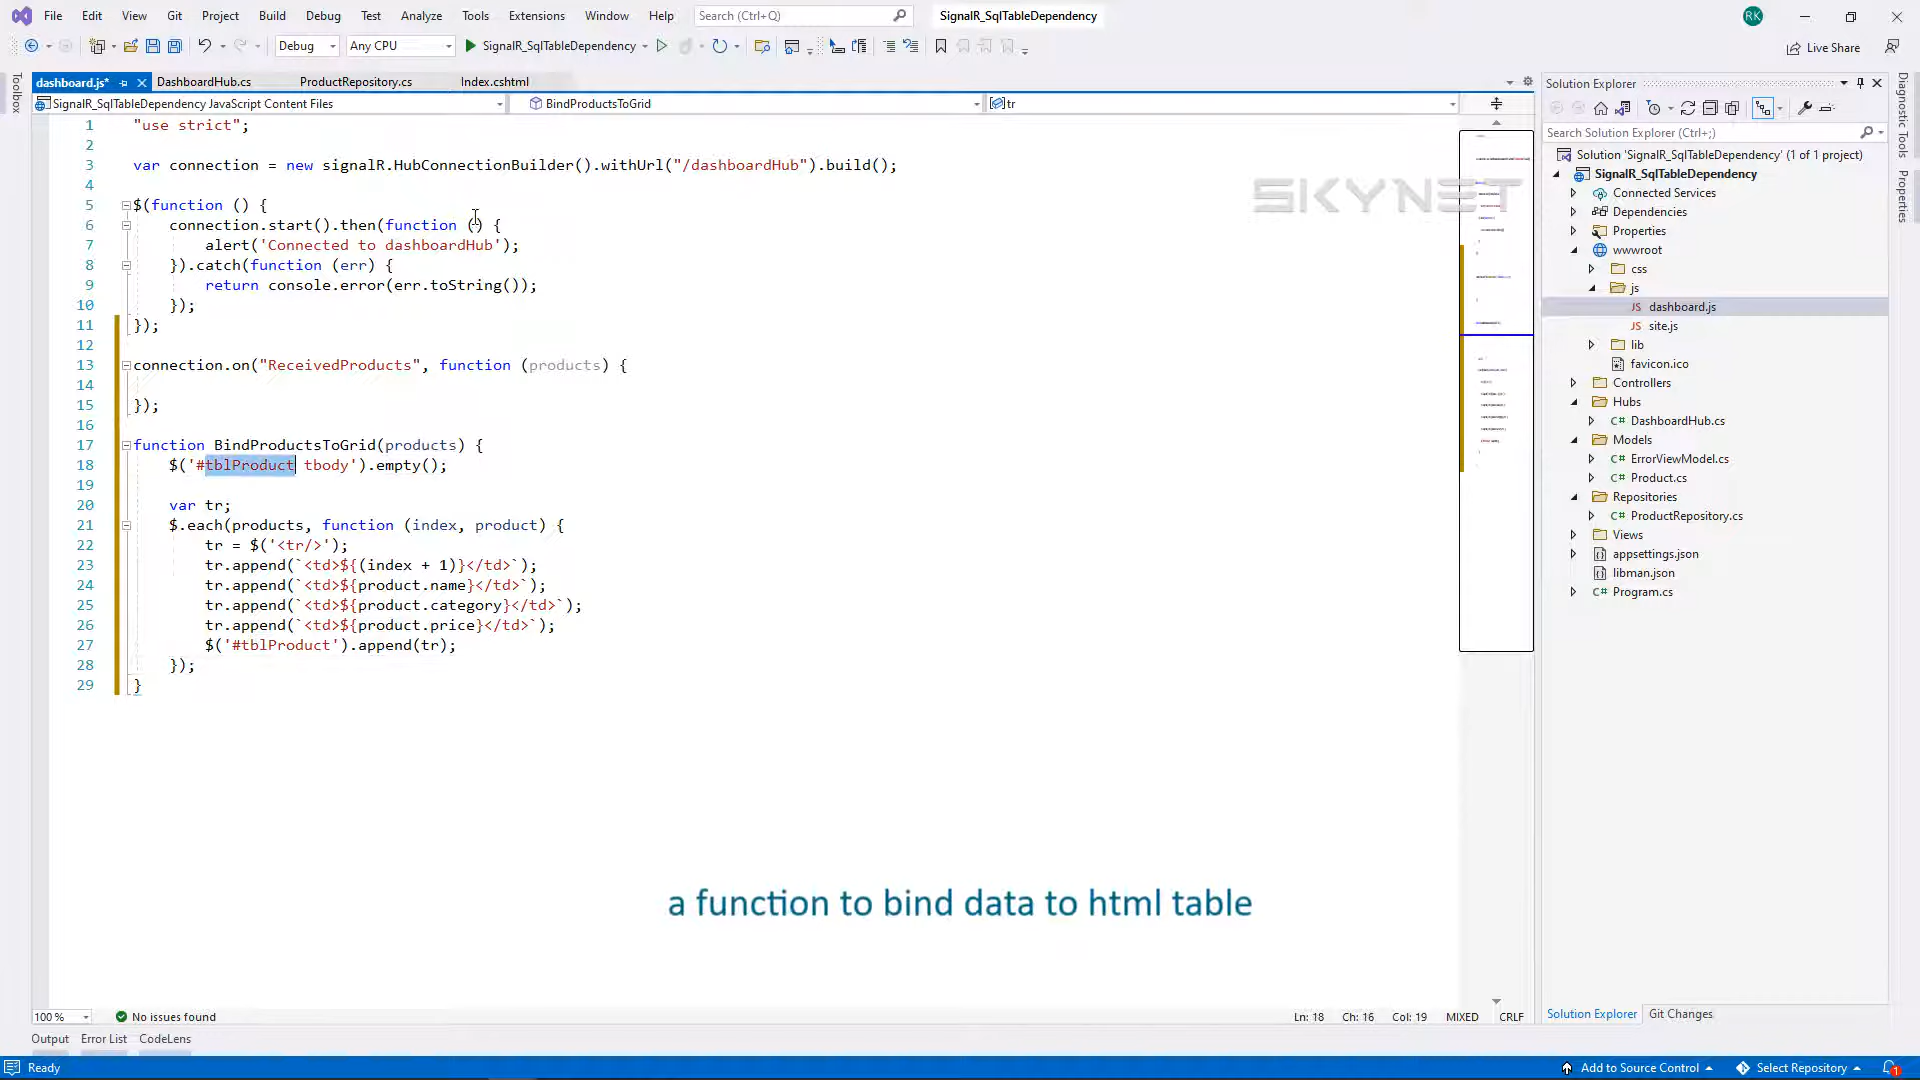 File Edit View Git Project Build Debug Test Analyze Tools Extensions Window Help Search (Ctrl+Q) SignalR_SqlTableDependency RK
Debug Any CPU SignalR_SqlTableDependency Live Share
dashboard.js* DashboardHub.cs ProductRepository.cs Index.cshtml
SignalR_SqlTableDependency JavaScript Content Files BindProductsToGrid tr
1 "use strict";
2
3 var connection = new signalR.HubConnectionBuilder().withUrl("/dashboardHub").build();
4
5 $(function () {
6 connection.start().then(function () {
7 alert('Connected to dashboardHub');
8 }).catch(function (err) {
9 return console.error(err.toString());
10 });
11 });
12
13 connection.on("ReceivedProducts", function (products) {
14
15 });
16
17 function BindProductsToGrid(products) {
18 $('#tblProduct tbody').empty();
19
20 var tr;
21 $.each(products, function (index, product) {
22 tr = $('<tr/>');
23 tr.append(`<td>${(index + 1)}</td>`);
24 tr.append(`<td>${product.name}</td>`);
25 tr.append(`<td>${product.category}</td>`);
26 tr.append(`<td>${product.price}</td>`);
27 $('#tblProduct').append(tr);
28 });
29 }
SKYNET
a function to bind data to html table
100 % No issues found Ln: 18 Ch: 16 Col: 19 MIXED CRLF
Output Error List CodeLens
Ready Add to Source Control Select Repository 1
Toolbox
Solution Explorer
Search Solution Explorer (Ctrl+;)
Solution 'SignalR_SqlTableDependency' (1 of 1 project)
SignalR_SqlTableDependency
Connected Services
Dependencies
Properties
wwwroot
css
js
JS dashboard.js
JS site.js
lib
favicon.ico
Controllers
Hubs
C# DashboardHub.cs
Models
C# ErrorViewModel.cs
C# Product.cs
Repositories
C# ProductRepository.cs
Views
appsettings.json
libman.json
C# Program.cs
Solution Explorer Git Changes
Diagnostic Tools
Properties